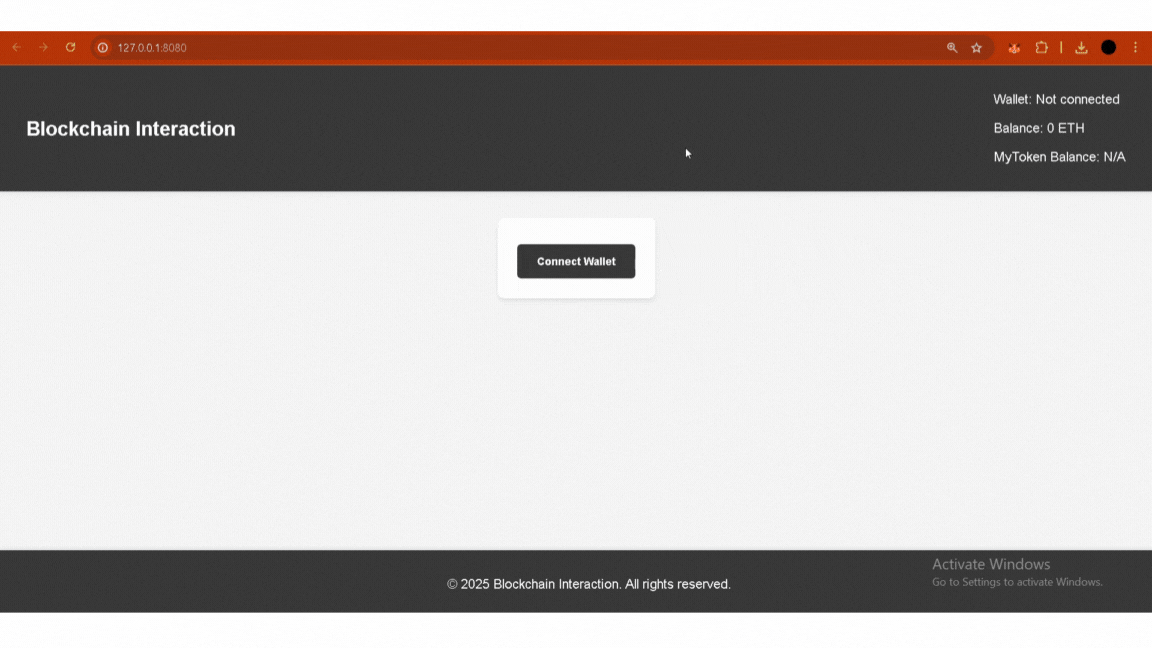 127.0.0.1:8080
Blockchain Interaction
Wallet: Not connected
Balance: 0 ETH
MyToken Balance: N/A
Connect Wallet
© 2025 Blockchain Interaction. All rights reserved.
Activate Windows
Go to Settings to activate Windows.